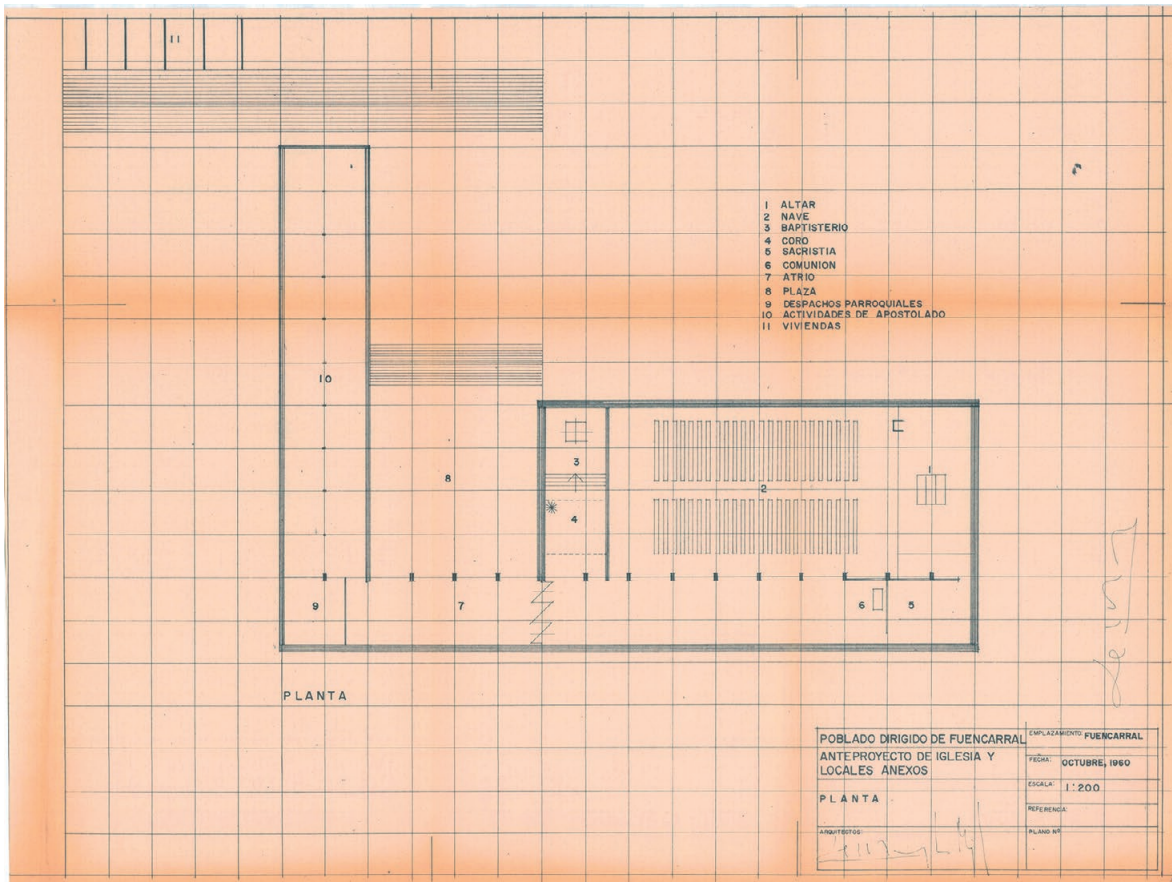 11
1 ALTAR
2 NAVE
3 BAPTISTERIO
4 CORO
5 SACRISTIA
6 COMUNION
7 ATRIO
8 PLAZA
9 DESPACHOS PARROQUIALES
10 ACTIVIDADES DE APOSTOLADO
11 VIVIENDAS
10
8
3
4
2
1
9
7
6
5
PLANTA
POBLADO DIRIGIDO DE FUENCARRAL
ANTEPROYECTO DE IGLESIA Y
LOCALES ANEXOS
PLANTA
ARQUITECTOS:
EMPLAZAMIENTO: FUENCARRAL
FECHA: OCTUBRE, 1960
ESCALA: 1:200
REFERENCIA:
PLANO Nº